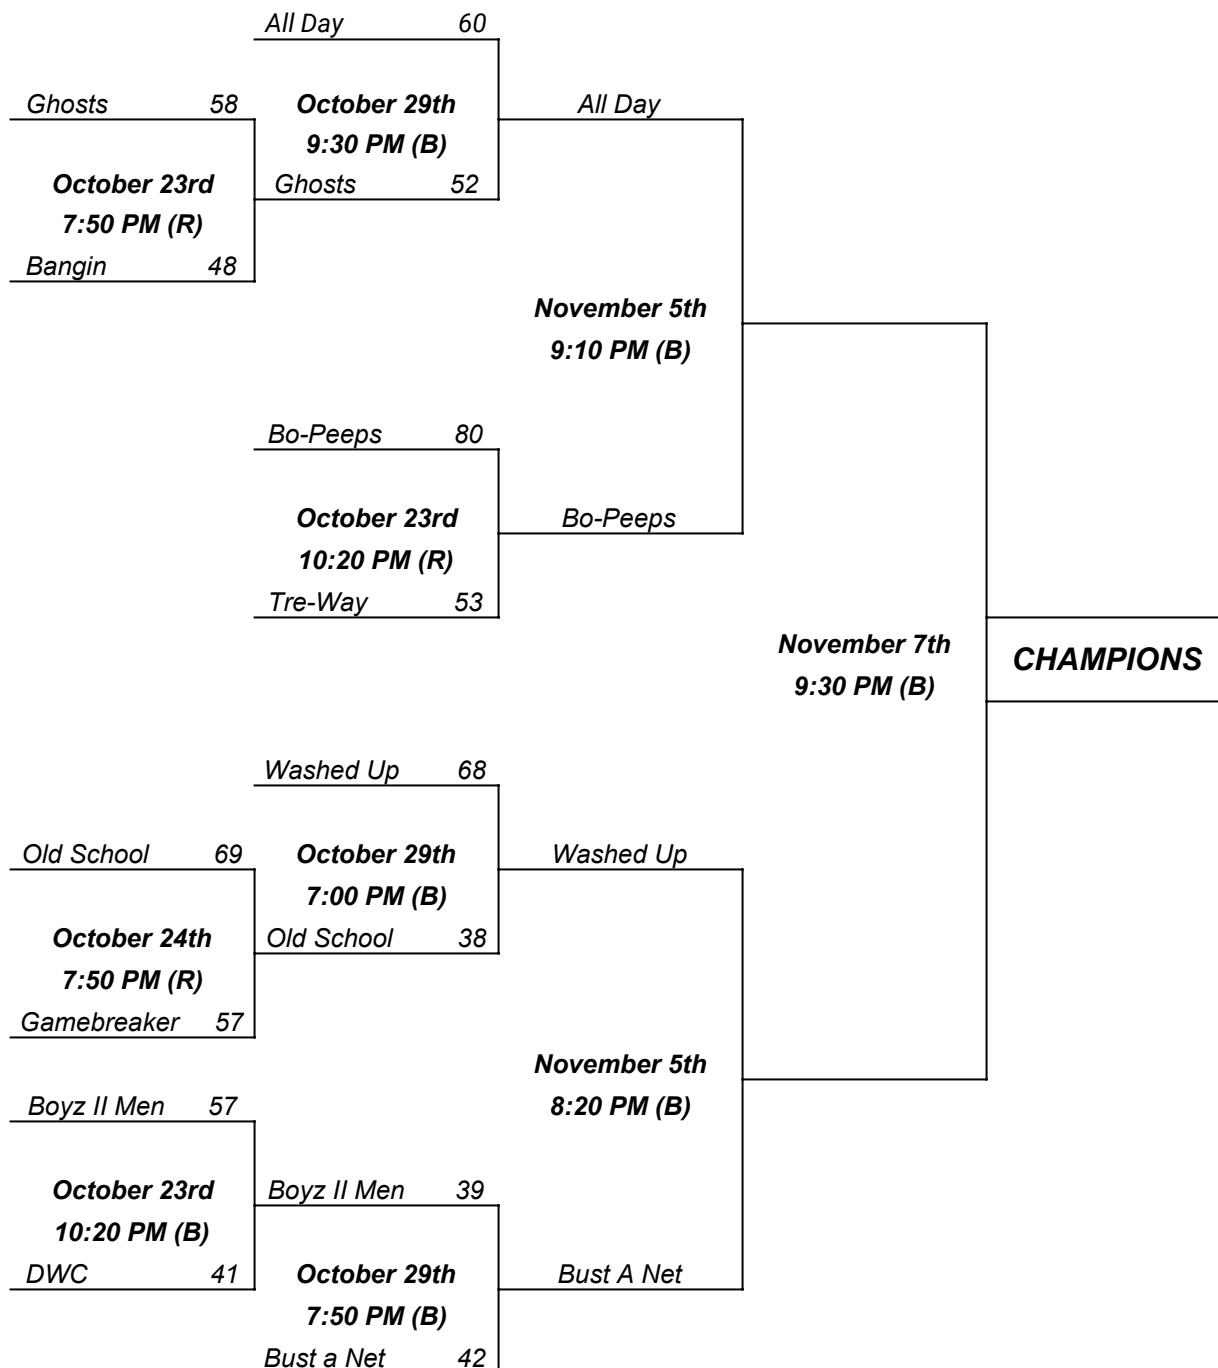 All Day 60
Ghosts 58
October 29th
All Day
9:30 PM (B)
October 23rd
Ghosts 52
7:50 PM (R)
Bangin 48
November 5th
9:10 PM (B)
Bo-Peeps 80
October 23rd
Bo-Peeps
10:20 PM (R)
Tre-Way 53
November 7th
CHAMPIONS
9:30 PM (B)
Washed Up 68
Old School 69
October 29th
Washed Up
7:00 PM (B)
October 24th
Old School 38
7:50 PM (R)
Gamebreaker 57
November 5th
8:20 PM (B)
Boyz II Men 57
October 23rd
Boyz II Men 39
10:20 PM (B)
DWC 41
October 29th
Bust A Net
7:50 PM (B)
Bust a Net 42